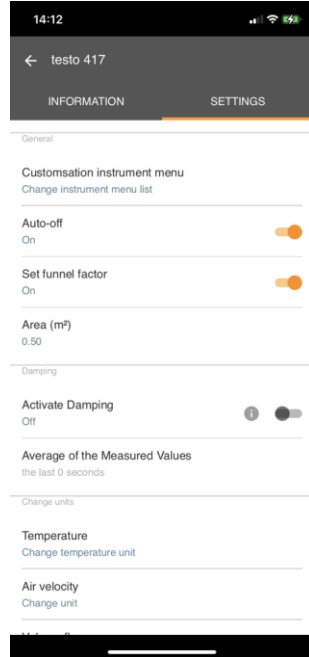 14:12
testo 417
INFORMATION
SETTINGS
General
Customsation instrument menu
Change instrument menu list
Auto-off
On
Set funnel factor
On
Area (m²)
0.50
Damping
Activate Damping
Off
Average of the Measured Values
the last 0 seconds
Change units
Temperature
Change temperature unit
Air velocity
Change unit